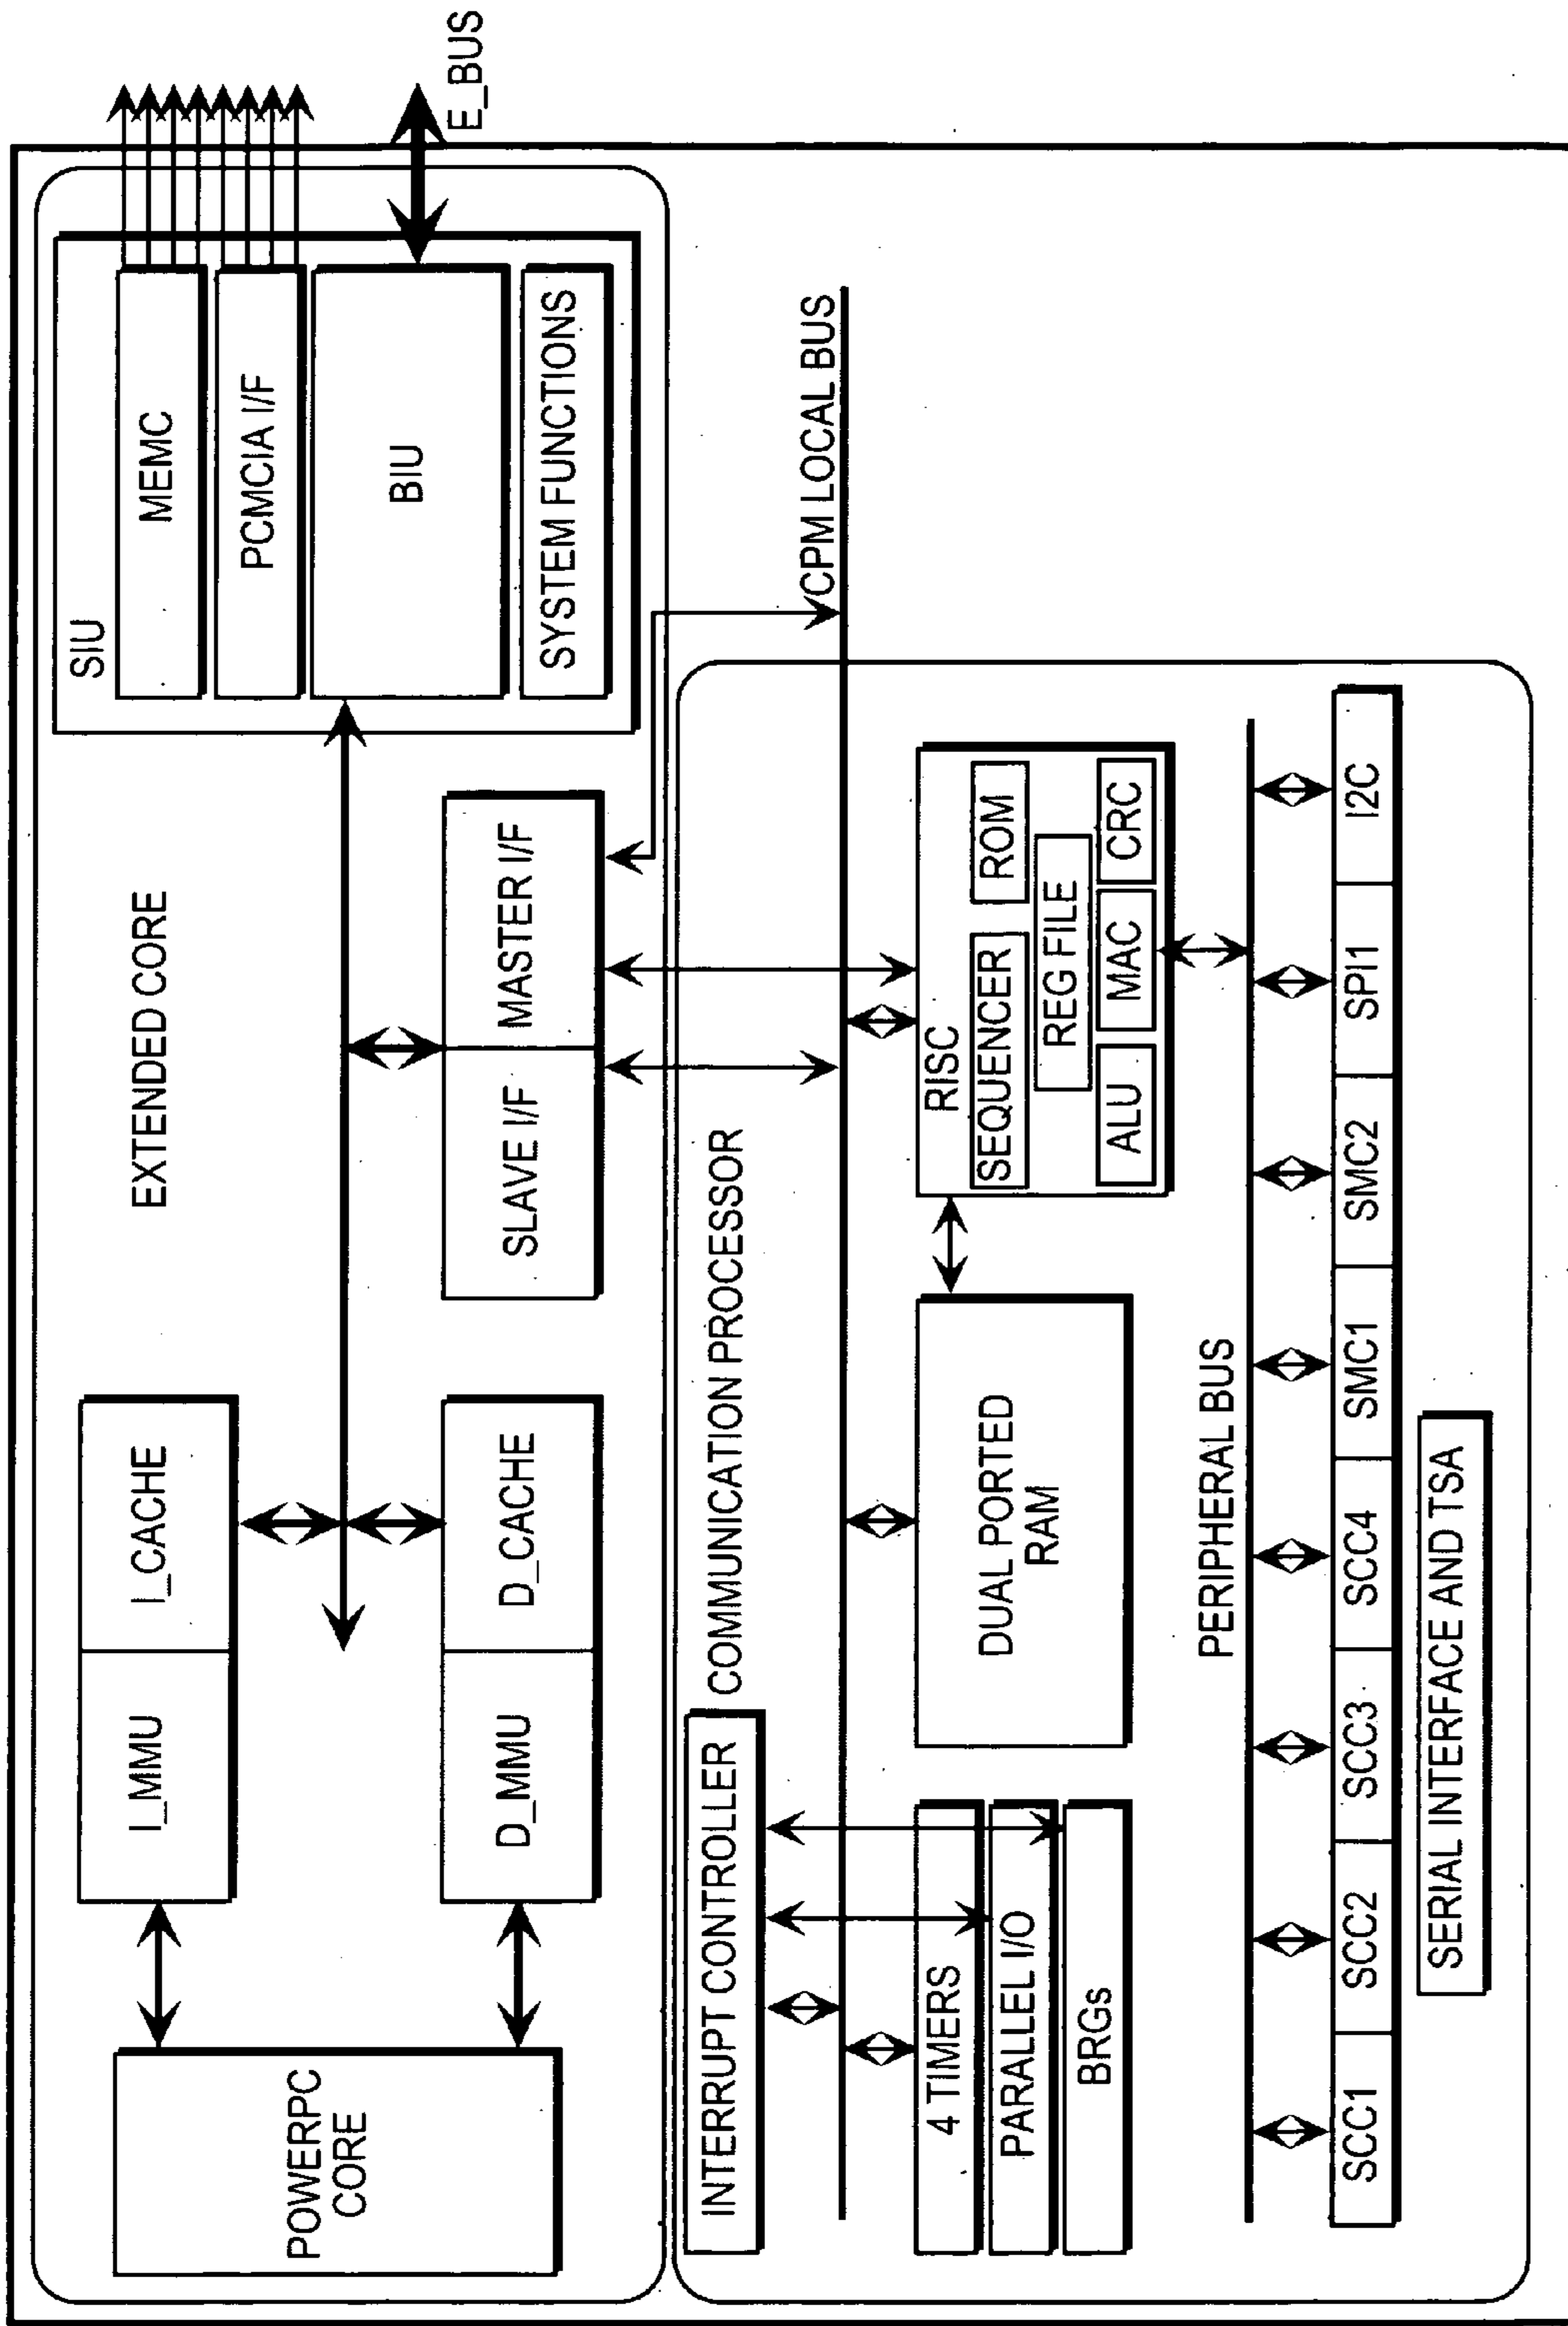 EXTENDED CORE
POWERPC
CORE
I_MMU
I_CACHE
D_MMU
D_CACHE
SLAVE I/F
MASTER I/F
SIU
MEMC
PCMCIA I/F
BIU
SYSTEM FUNCTIONS
E_BUS
INTERRUPT CONTROLLER
COMMUNICATION PROCESSOR
CPM LOCAL BUS
4 TIMERS
PARALLEL I/O
BRGs
DUAL PORTED
RAM
RISC
SEQUENCER
ROM
REG FILE
ALU
MAC
CRC
PERIPHERAL BUS
SCC1
SCC2
SCC3
SCC4
SMC1
SMC2
SPI1
I2C
SERIAL INTERFACE AND TSA